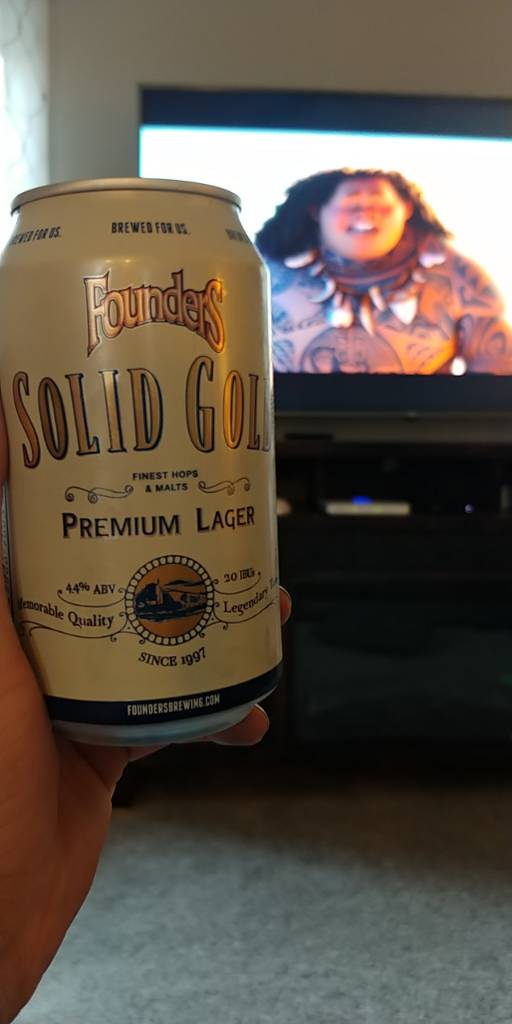 BREWED FOR US.
FOUNDERS
SOLID GOL
FINEST HOPS
& MALTS
PREMIUM LAGER
4.4% ABV
20 IBUs
Memorable Quality
Legendary
SINCE 1997
FOUNDERSBREWING.COM